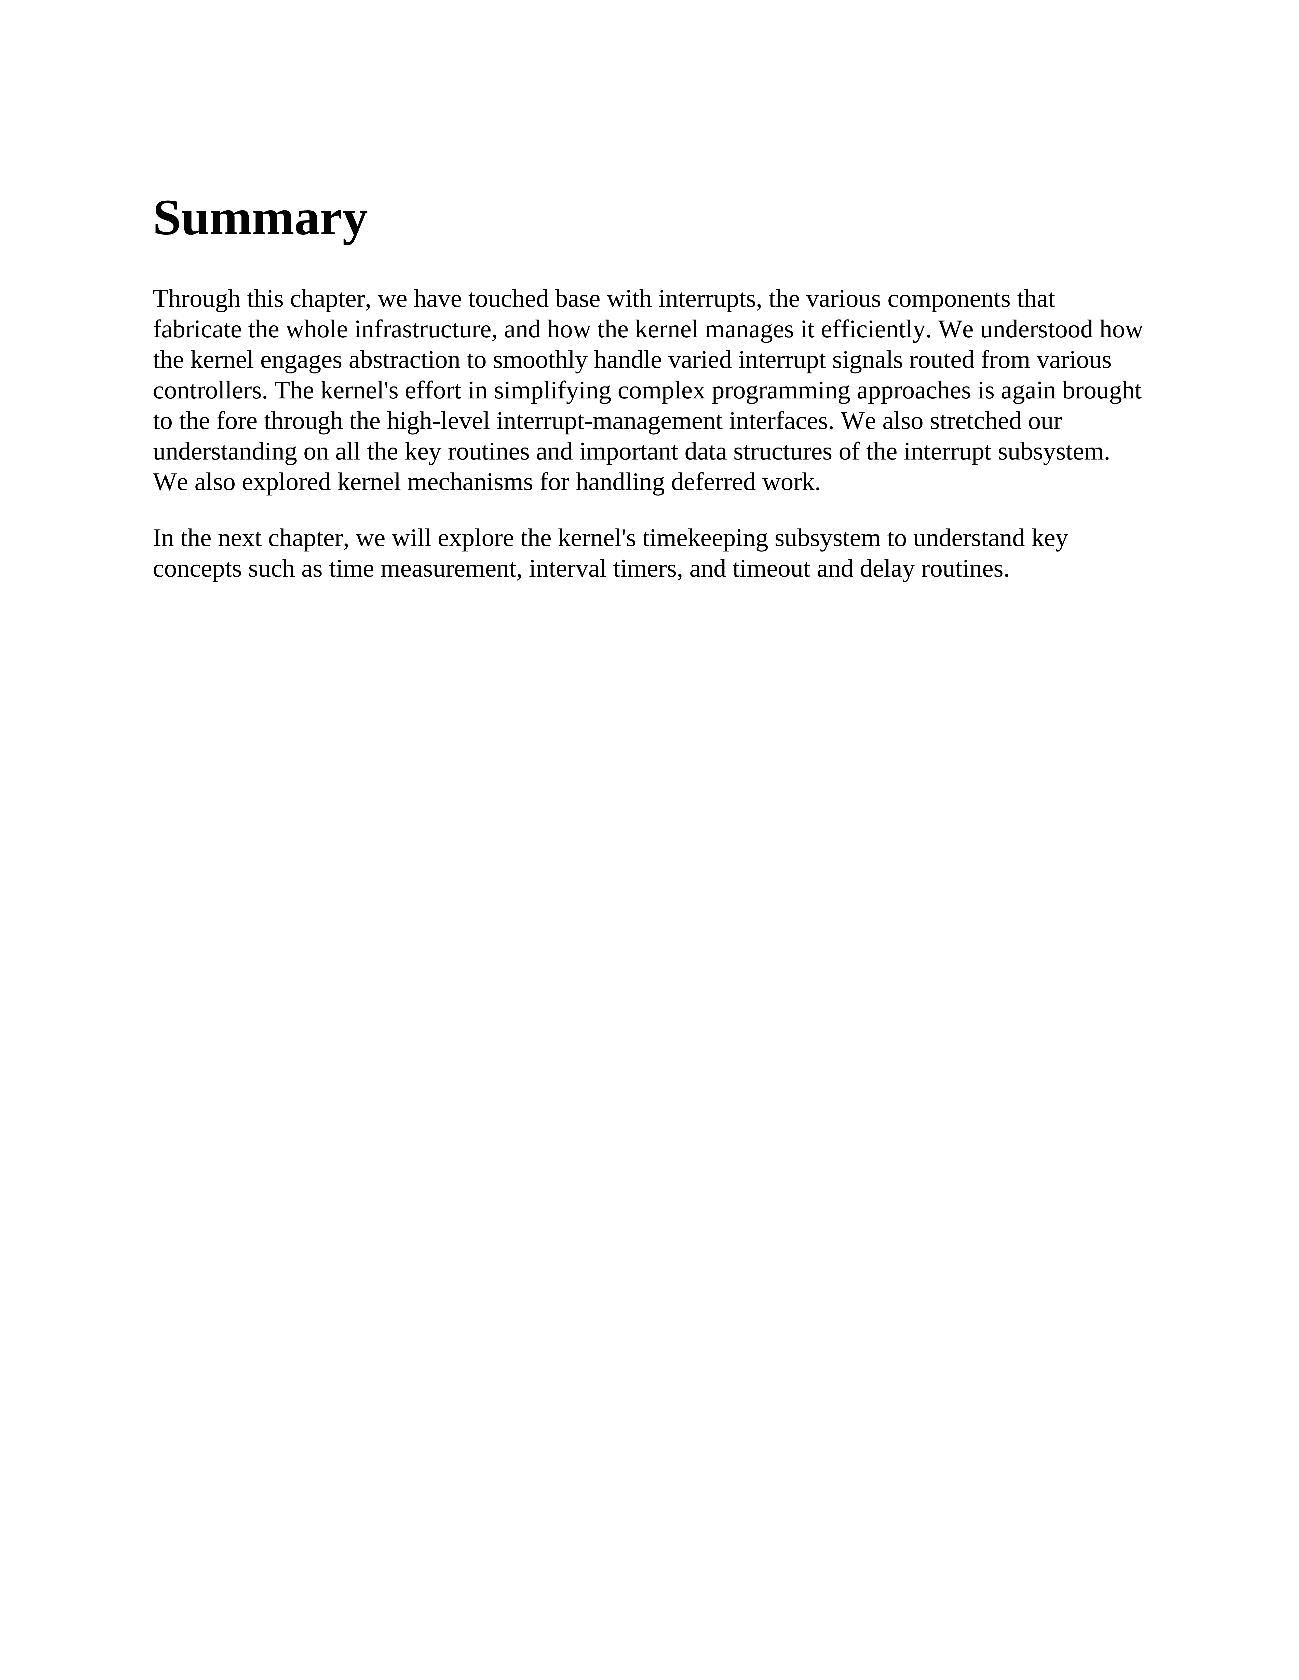 Summary
Through this chapter, we have touched base with interrupts, the various components that
fabricate the whole infrastructure, and how the kernel manages it efficiently. We understood how
the kernel engages abstraction to smoothly handle varied interrupt signals routed from various
controllers. The kernel's effort in simplifying complex programming approaches is again brought
to the fore through the high-level interrupt-management interfaces. We also stretched our
understanding on all the key routines and important data structures of the interrupt subsystem.
We also explored kernel mechanisms for handling deferred work.
In the next chapter, we will explore the kernel's timekeeping subsystem to understand key
concepts such as time measurement, interval timers, and timeout and delay routines.